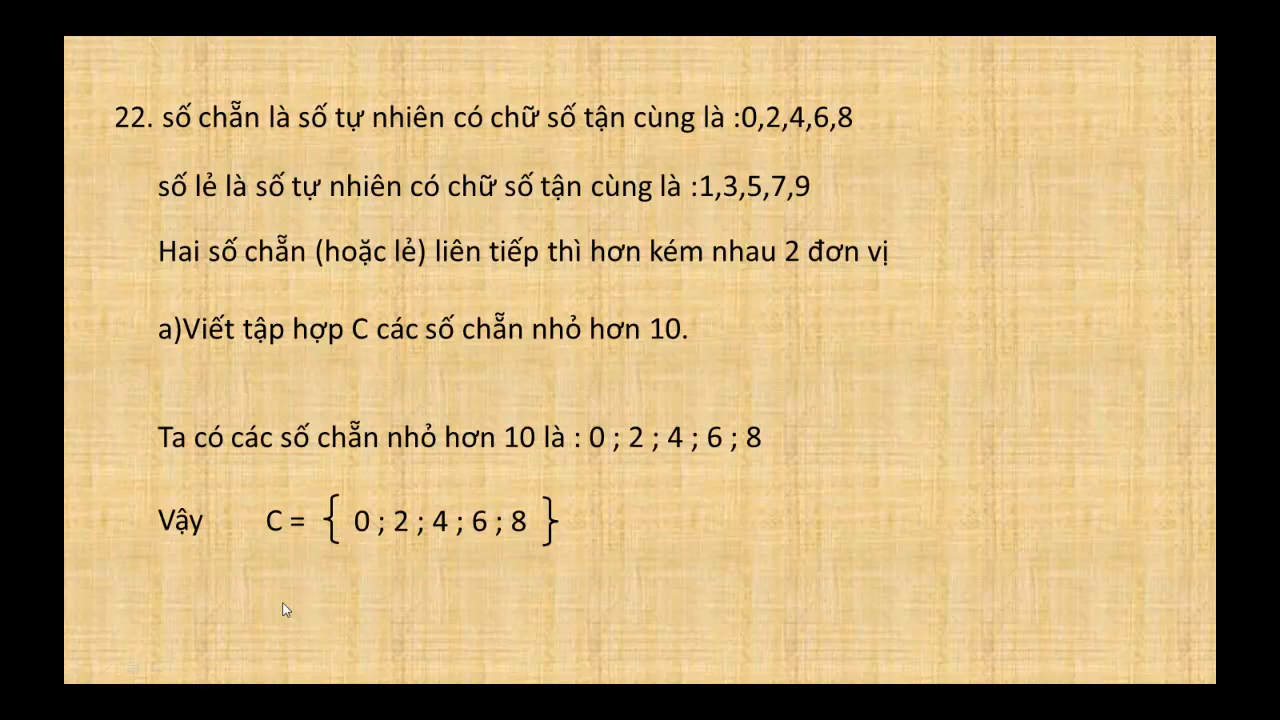 22. số chẵn là số tự nhiên có chữ số tận cùng là :0,2,4,6,8
số lẻ là số tự nhiên có chữ số tận cùng là :1,3,5,7,9
Hai số chẵn (hoặc lẻ) liên tiếp thì hơn kém nhau 2 đơn vị
a)Viết tập hợp C các số chẵn nhỏ hơn 10.
Ta có các số chẵn nhỏ hơn 10 là : 0 ; 2 ; 4 ; 6 ; 8
Vậy C = { 0 ; 2 ; 4 ; 6 ; 8 }